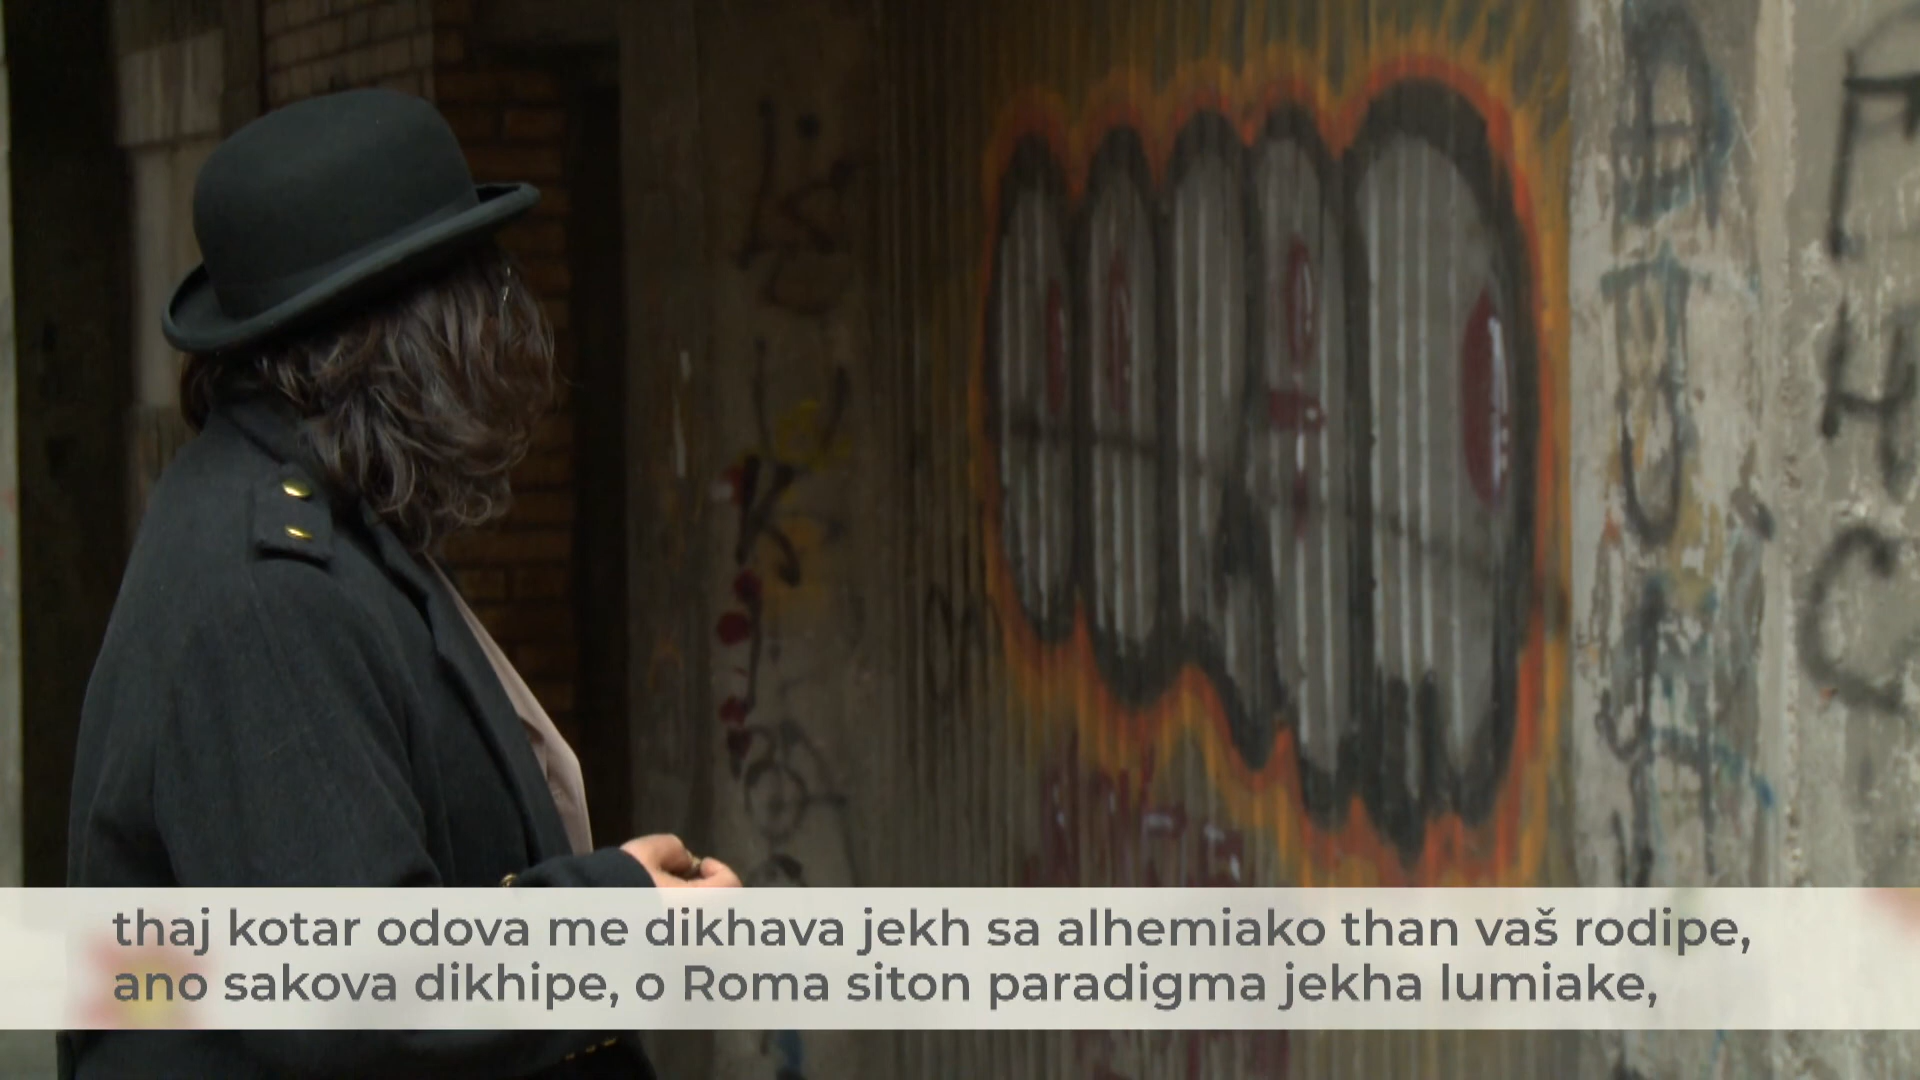 thaj kotar odova me dikhava jekh sa alhemiako than vaš rodipe,
ano sakova dikhipe, o Roma siton paradigma jekha lumiake,